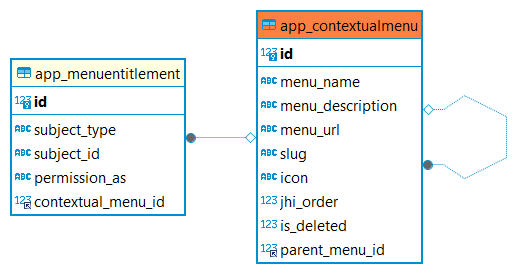 app_menuentitlement
123 id
ABC subject_type
ABC subject_id
ABC permission_as
123 contextual_menu_id
app_contextualmenu
123 id
ABC menu_name
ABC menu_description
ABC menu_url
ABC slug
ABC icon
123 jhi_order
123 is_deleted
123 parent_menu_id